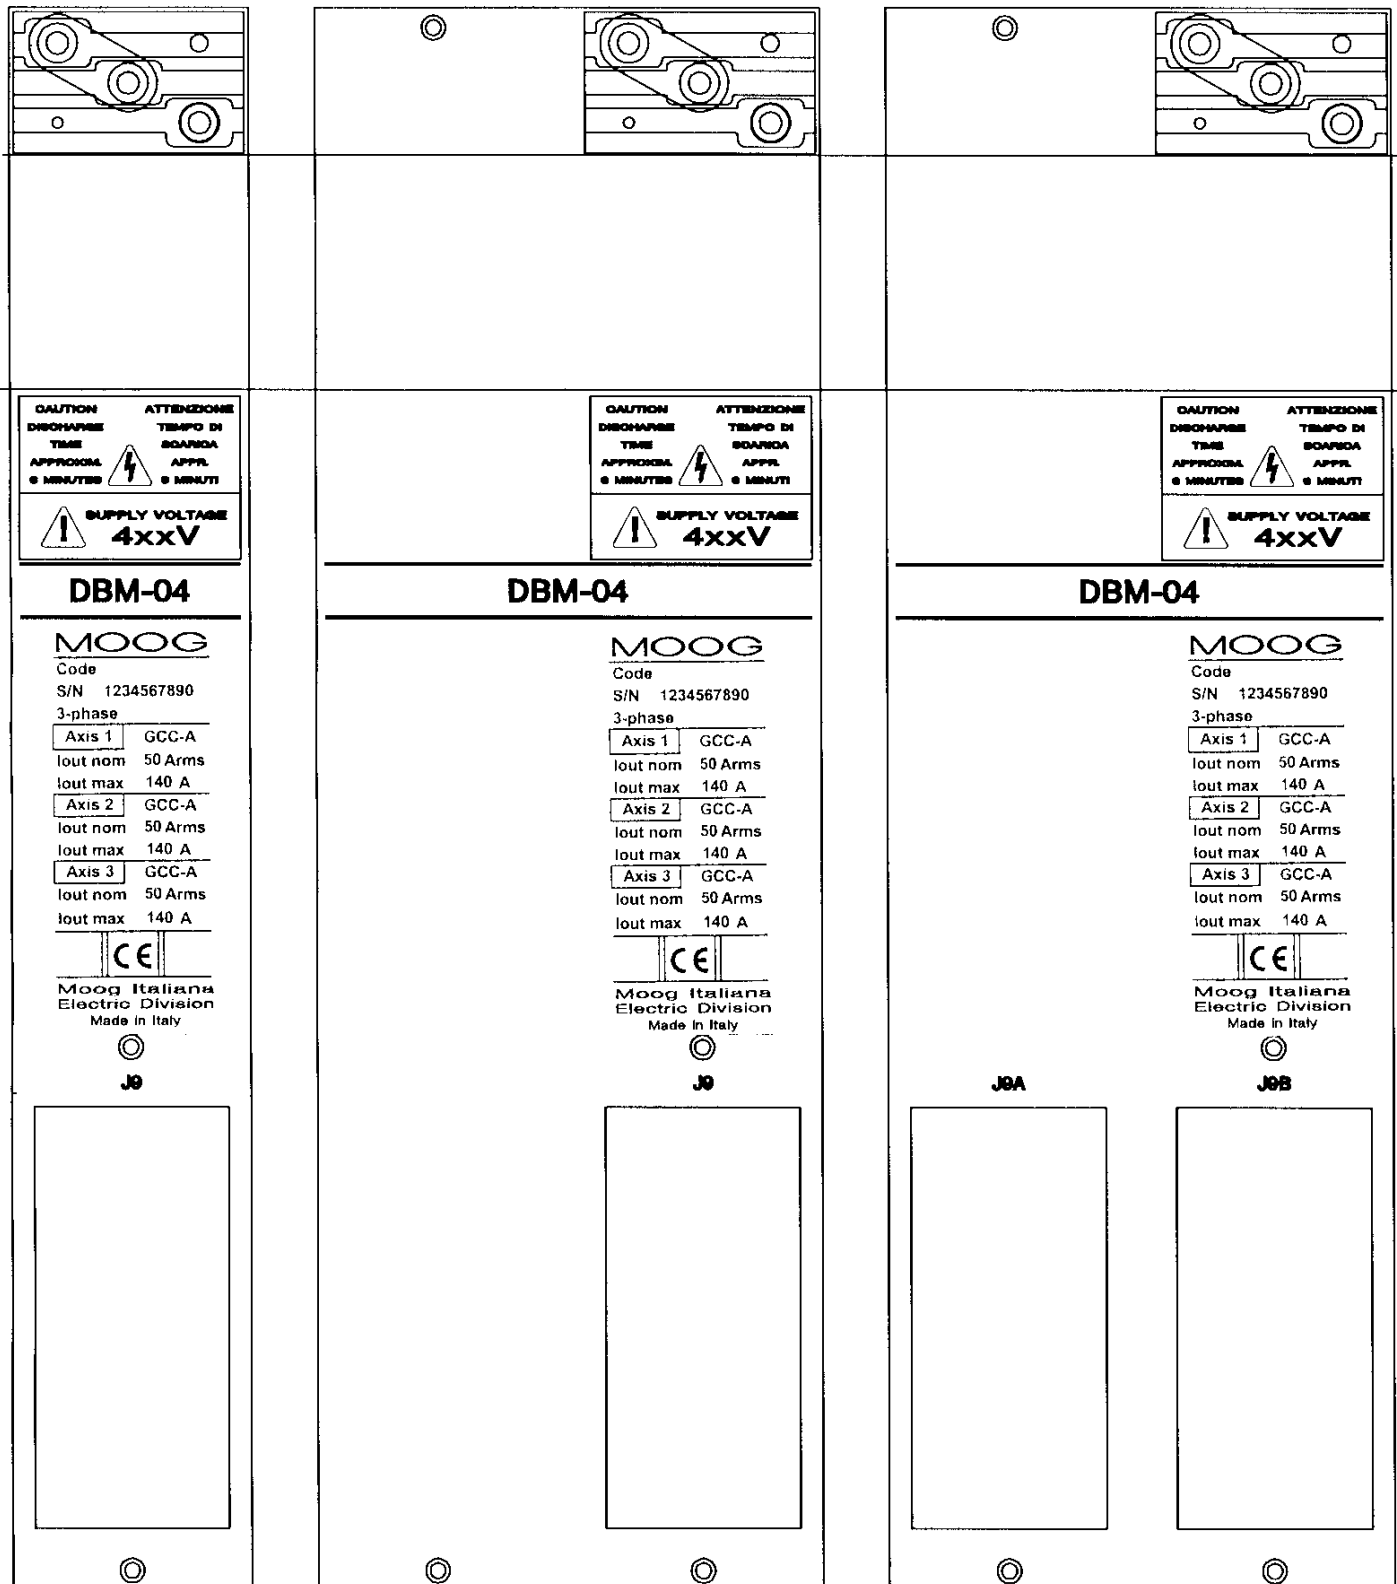 CAUTION
DISCHARGE
TIME
APPROXIM.
6 MINUTES
ATTENZIONE
TEMPO DI
SCARICA
APPR.
6 MINUTI
SUPPLY VOLTAGE
4xxV
DBM-04
MOOG
Code
S/N 1234567890
3-phase
Axis 1 GCC-A
Iout nom 50 Arms
Iout max 140 A
Axis 2 GCC-A
Iout nom 50 Arms
Iout max 140 A
Axis 3 GCC-A
Iout nom 50 Arms
Iout max 140 A
CE
Moog Italiana
Electric Division
Made in Italy
J9
CAUTION
DISCHARGE
TIME
APPROXIM.
6 MINUTES
ATTENZIONE
TEMPO DI
SCARICA
APPR.
6 MINUTI
SUPPLY VOLTAGE
4xxV
DBM-04
MOOG
Code
S/N 1234567890
3-phase
Axis 1 GCC-A
Iout nom 50 Arms
Iout max 140 A
Axis 2 GCC-A
Iout nom 50 Arms
Iout max 140 A
Axis 3 GCC-A
Iout nom 50 Arms
Iout max 140 A
CE
Moog Italiana
Electric Division
Made in Italy
J9
CAUTION
DISCHARGE
TIME
APPROXIM.
6 MINUTES
ATTENZIONE
TEMPO DI
SCARICA
APPR.
6 MINUTI
SUPPLY VOLTAGE
4xxV
DBM-04
MOOG
Code
S/N 1234567890
3-phase
Axis 1 GCC-A
Iout nom 50 Arms
Iout max 140 A
Axis 2 GCC-A
Iout nom 50 Arms
Iout max 140 A
Axis 3 GCC-A
Iout nom 50 Arms
Iout max 140 A
CE
Moog Italiana
Electric Division
Made in Italy
J9A
J9B